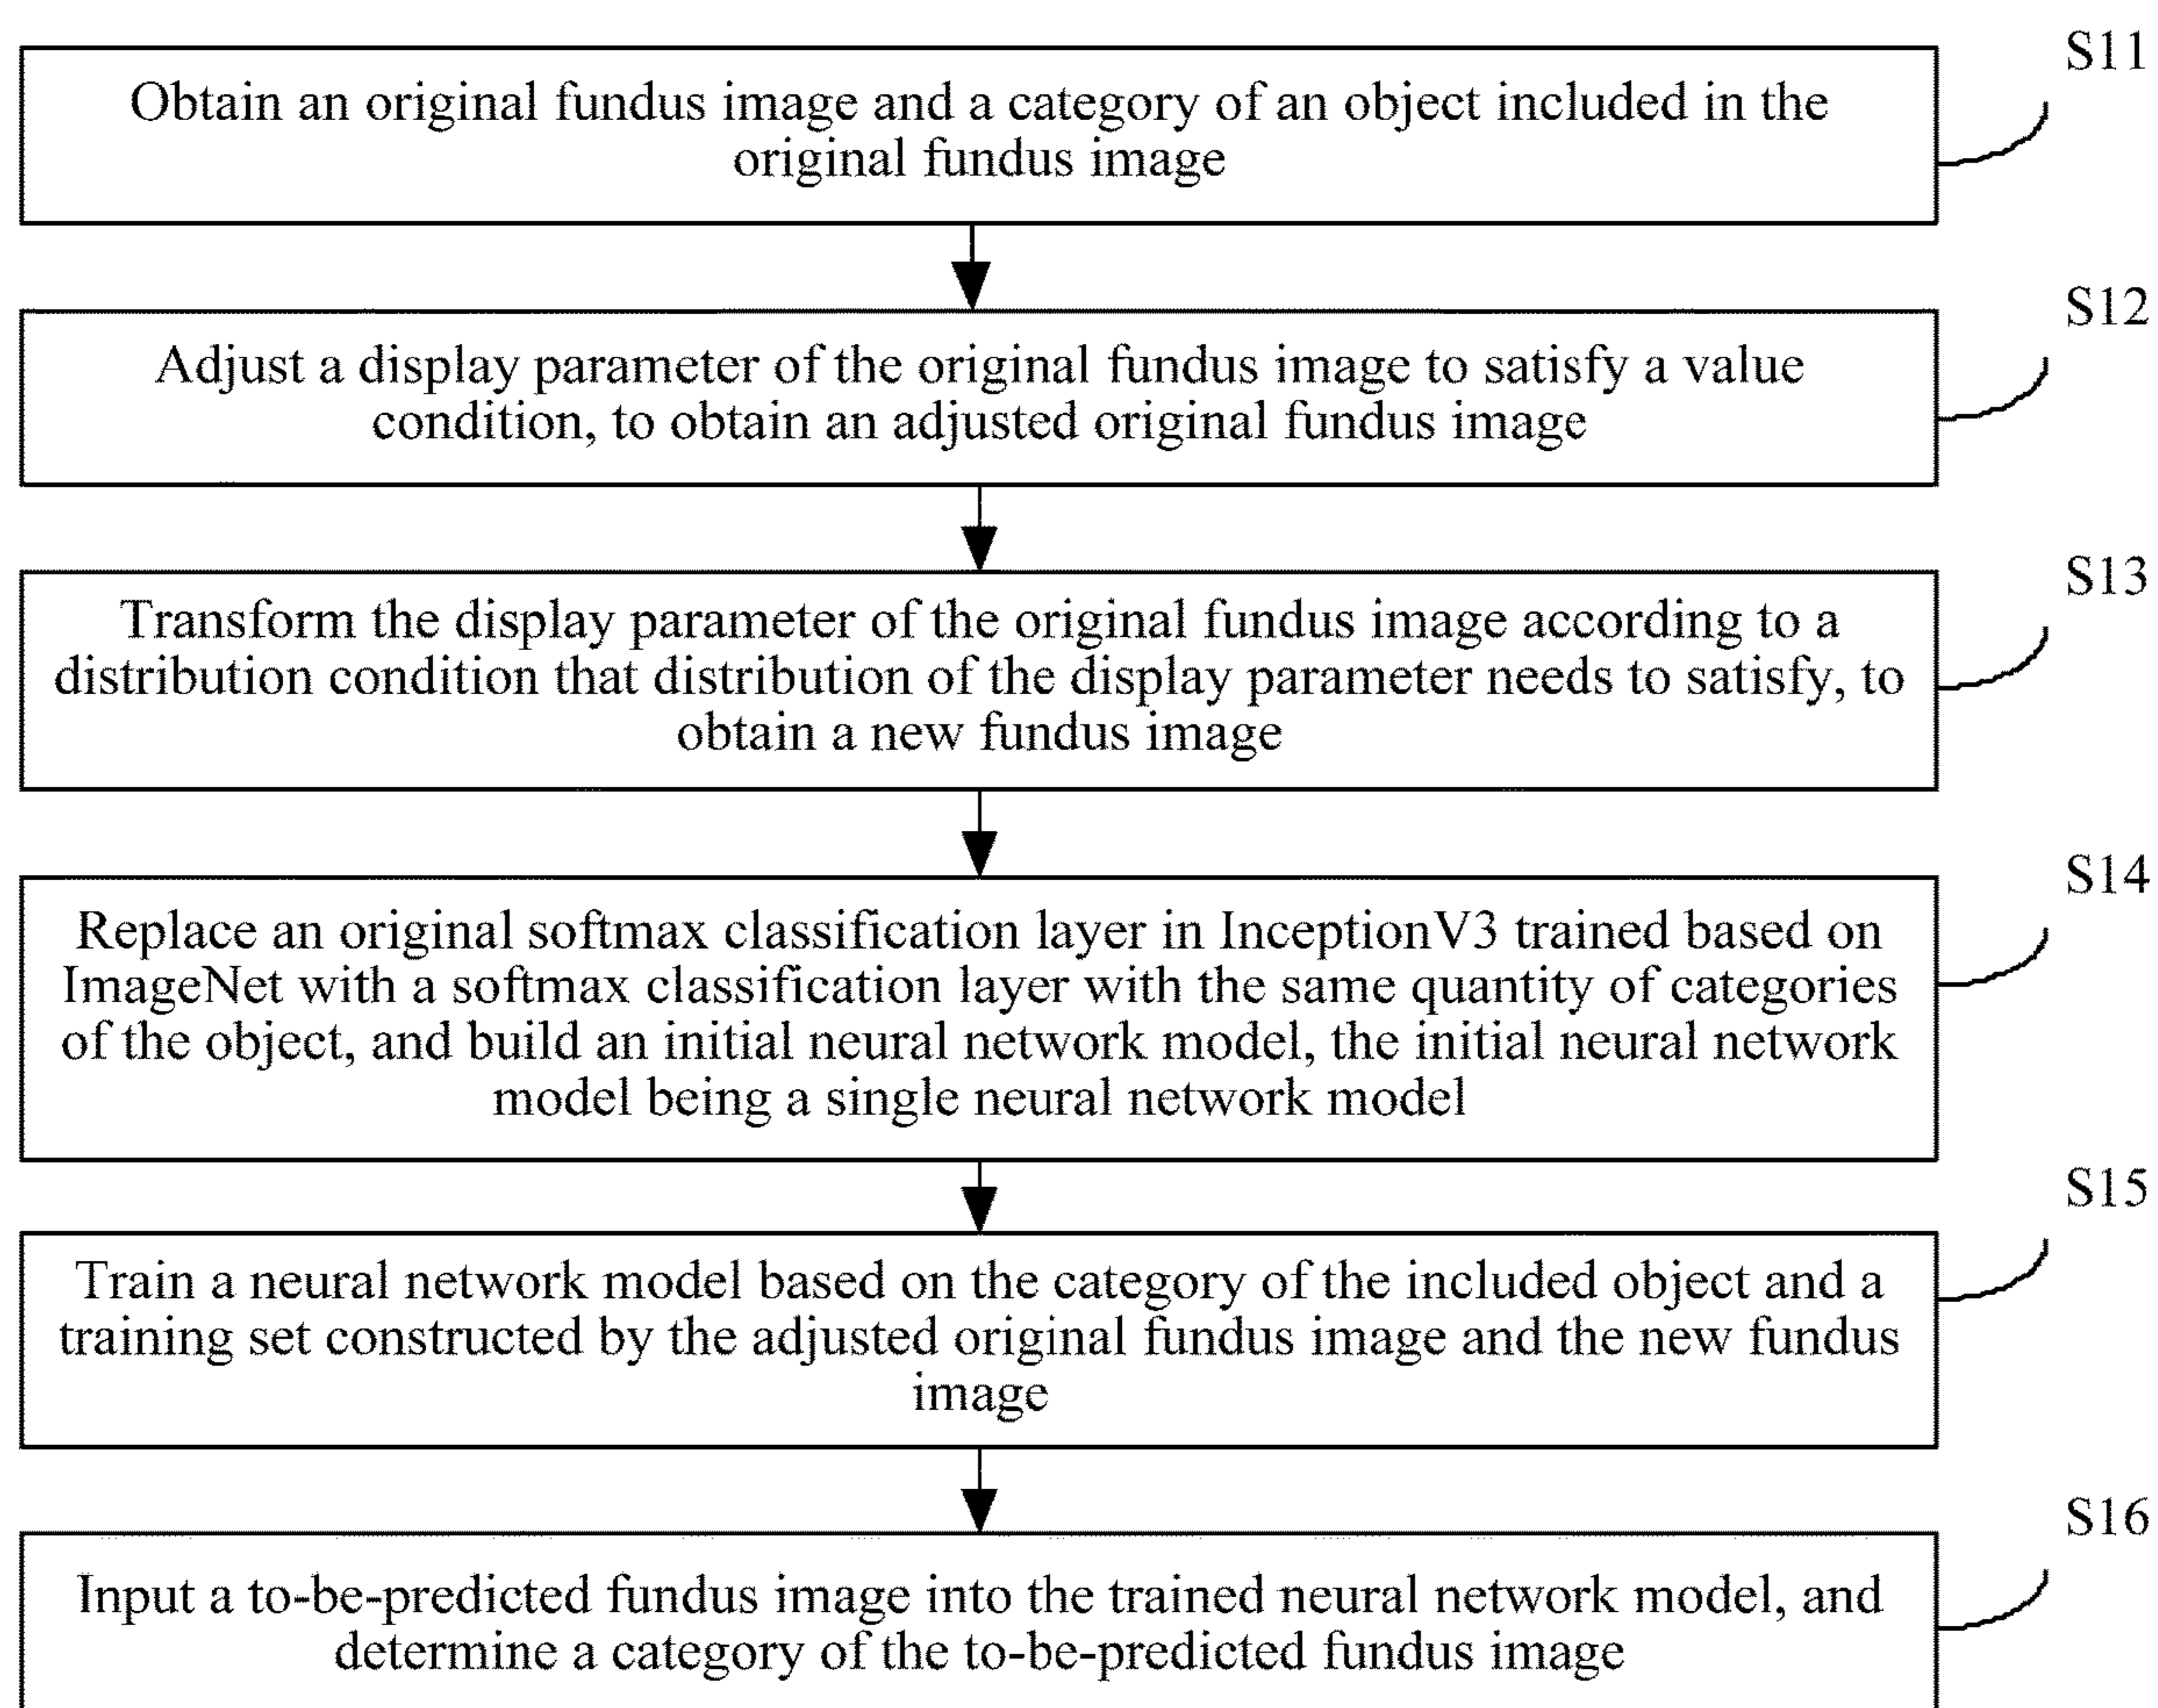 S11
Obtain an original fundus image and a category of an object included in the
original fundus image
S12
Adjust a display parameter of the original fundus image to satisfy a value
condition, to obtain an adjusted original fundus image
S13
Transform the display parameter of the original fundus image according to a
distribution condition that distribution of the display parameter needs to satisfy, to
obtain a new fundus image
S14
Replace an original softmax classification layer in InceptionV3 trained based on
ImageNet with a softmax classification layer with the same quantity of categories
of the object, and build an initial neural network model, the initial neural network
model being a single neural network model
S15
Train a neural network model based on the category of the included object and a
training set constructed by the adjusted original fundus image and the new fundus
image
S16
Input a to-be-predicted fundus image into the trained neural network model, and
determine a category of the to-be-predicted fundus image